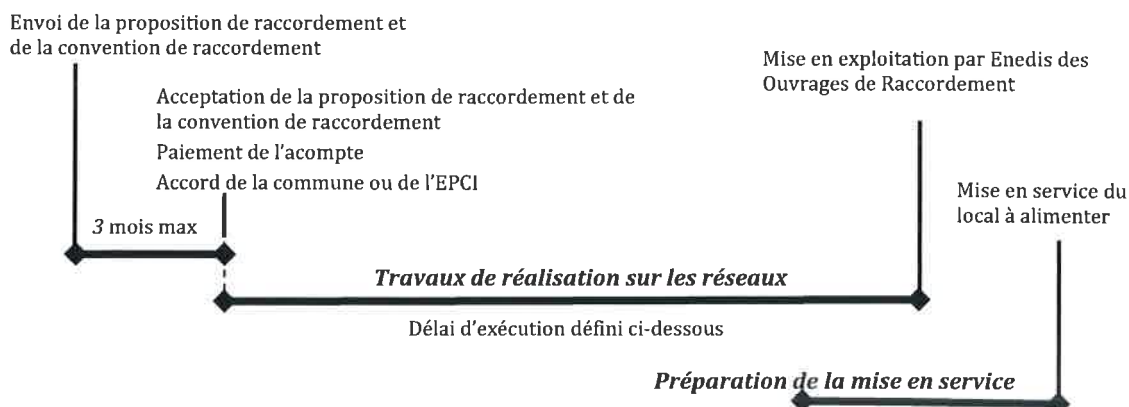 Envoi de la proposition de raccordement et
de la convention de raccordement
Mise en exploitation par Enedis des
Ouvrages de Raccordement
Acceptation de la proposition de raccordement et de
la convention de raccordement
Paiement de l'acompte
Accord de la commune ou de l'EPCI
Mise en service du
local à alimenter
3 mois max
Travaux de réalisation sur les réseaux
Délai d'exécution défini ci-dessous
Préparation de la mise en service